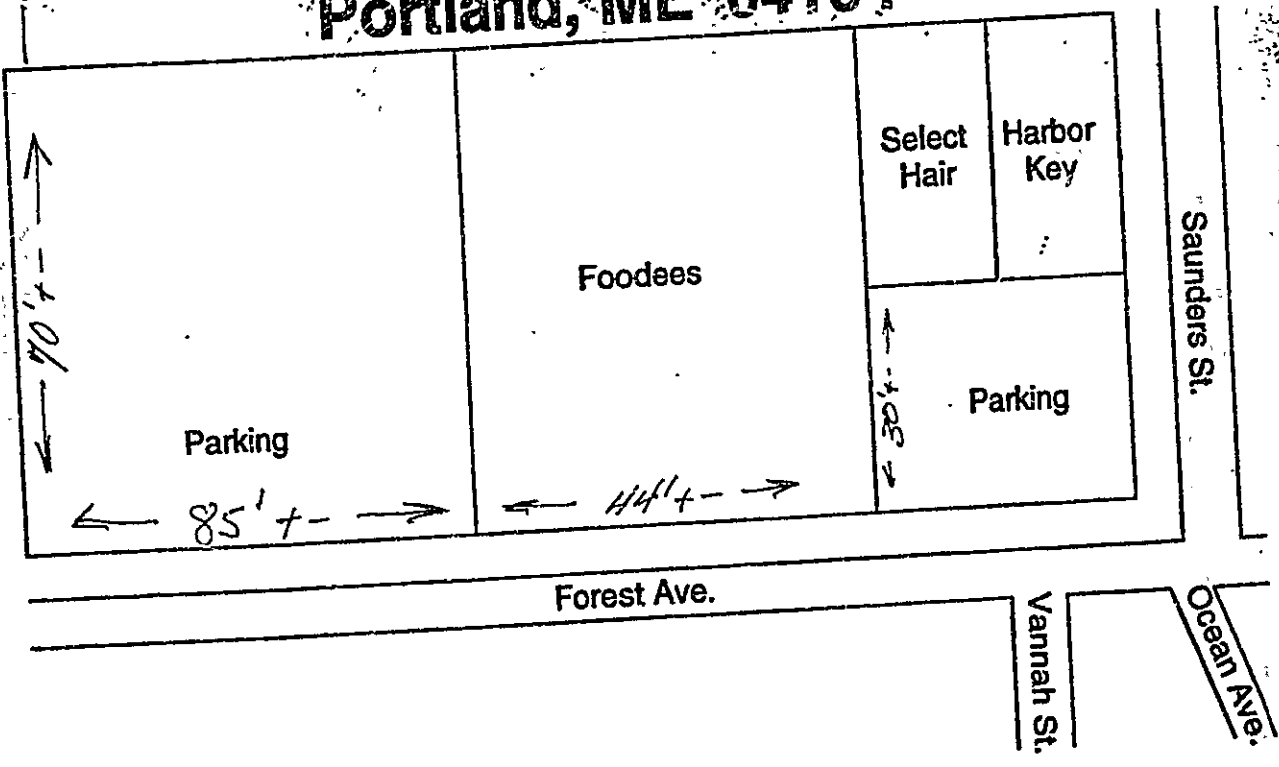 Portland, ME
Select
Hair
Harbor
Key
Foodees
Saunders St.
70'+-
30'+-
Parking
Parking
85'+-
44'+-
Forest Ave.
Vannah St.
Ocean Ave.